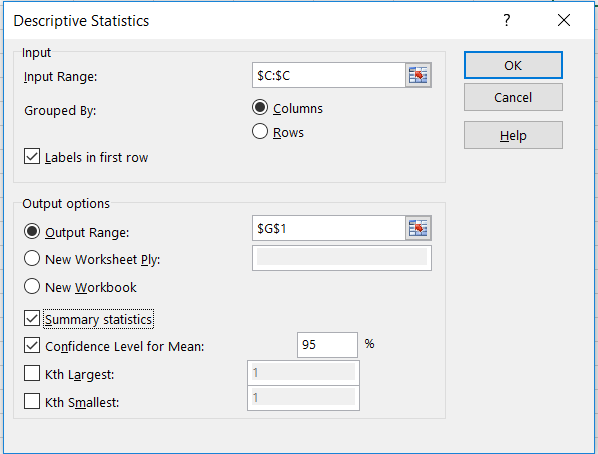 Descriptive Statistics ? ×
Input
Input Range: $C:$C
Grouped By: Columns
Rows
Labels in first row
OK
Cancel
Help
Output options
Output Range: $G$1
New Worksheet Ply:
New Workbook
Summary statistics
Confidence Level for Mean: 95 %
Kth Largest: 1
Kth Smallest: 1